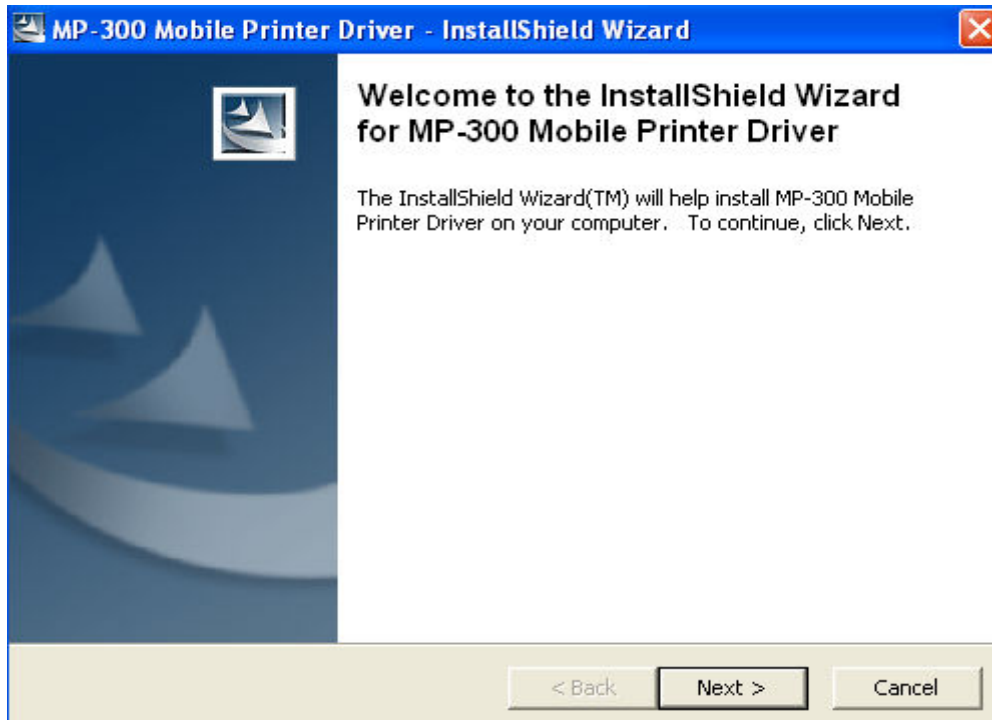 MP-300 Mobile Printer Driver - InstallShield Wizard
Welcome to the InstallShield Wizard
for MP-300 Mobile Printer Driver
The InstallShield Wizard(TM) will help install MP-300 Mobile
Printer Driver on your computer.   To continue, click Next.
< Back   Next >   Cancel